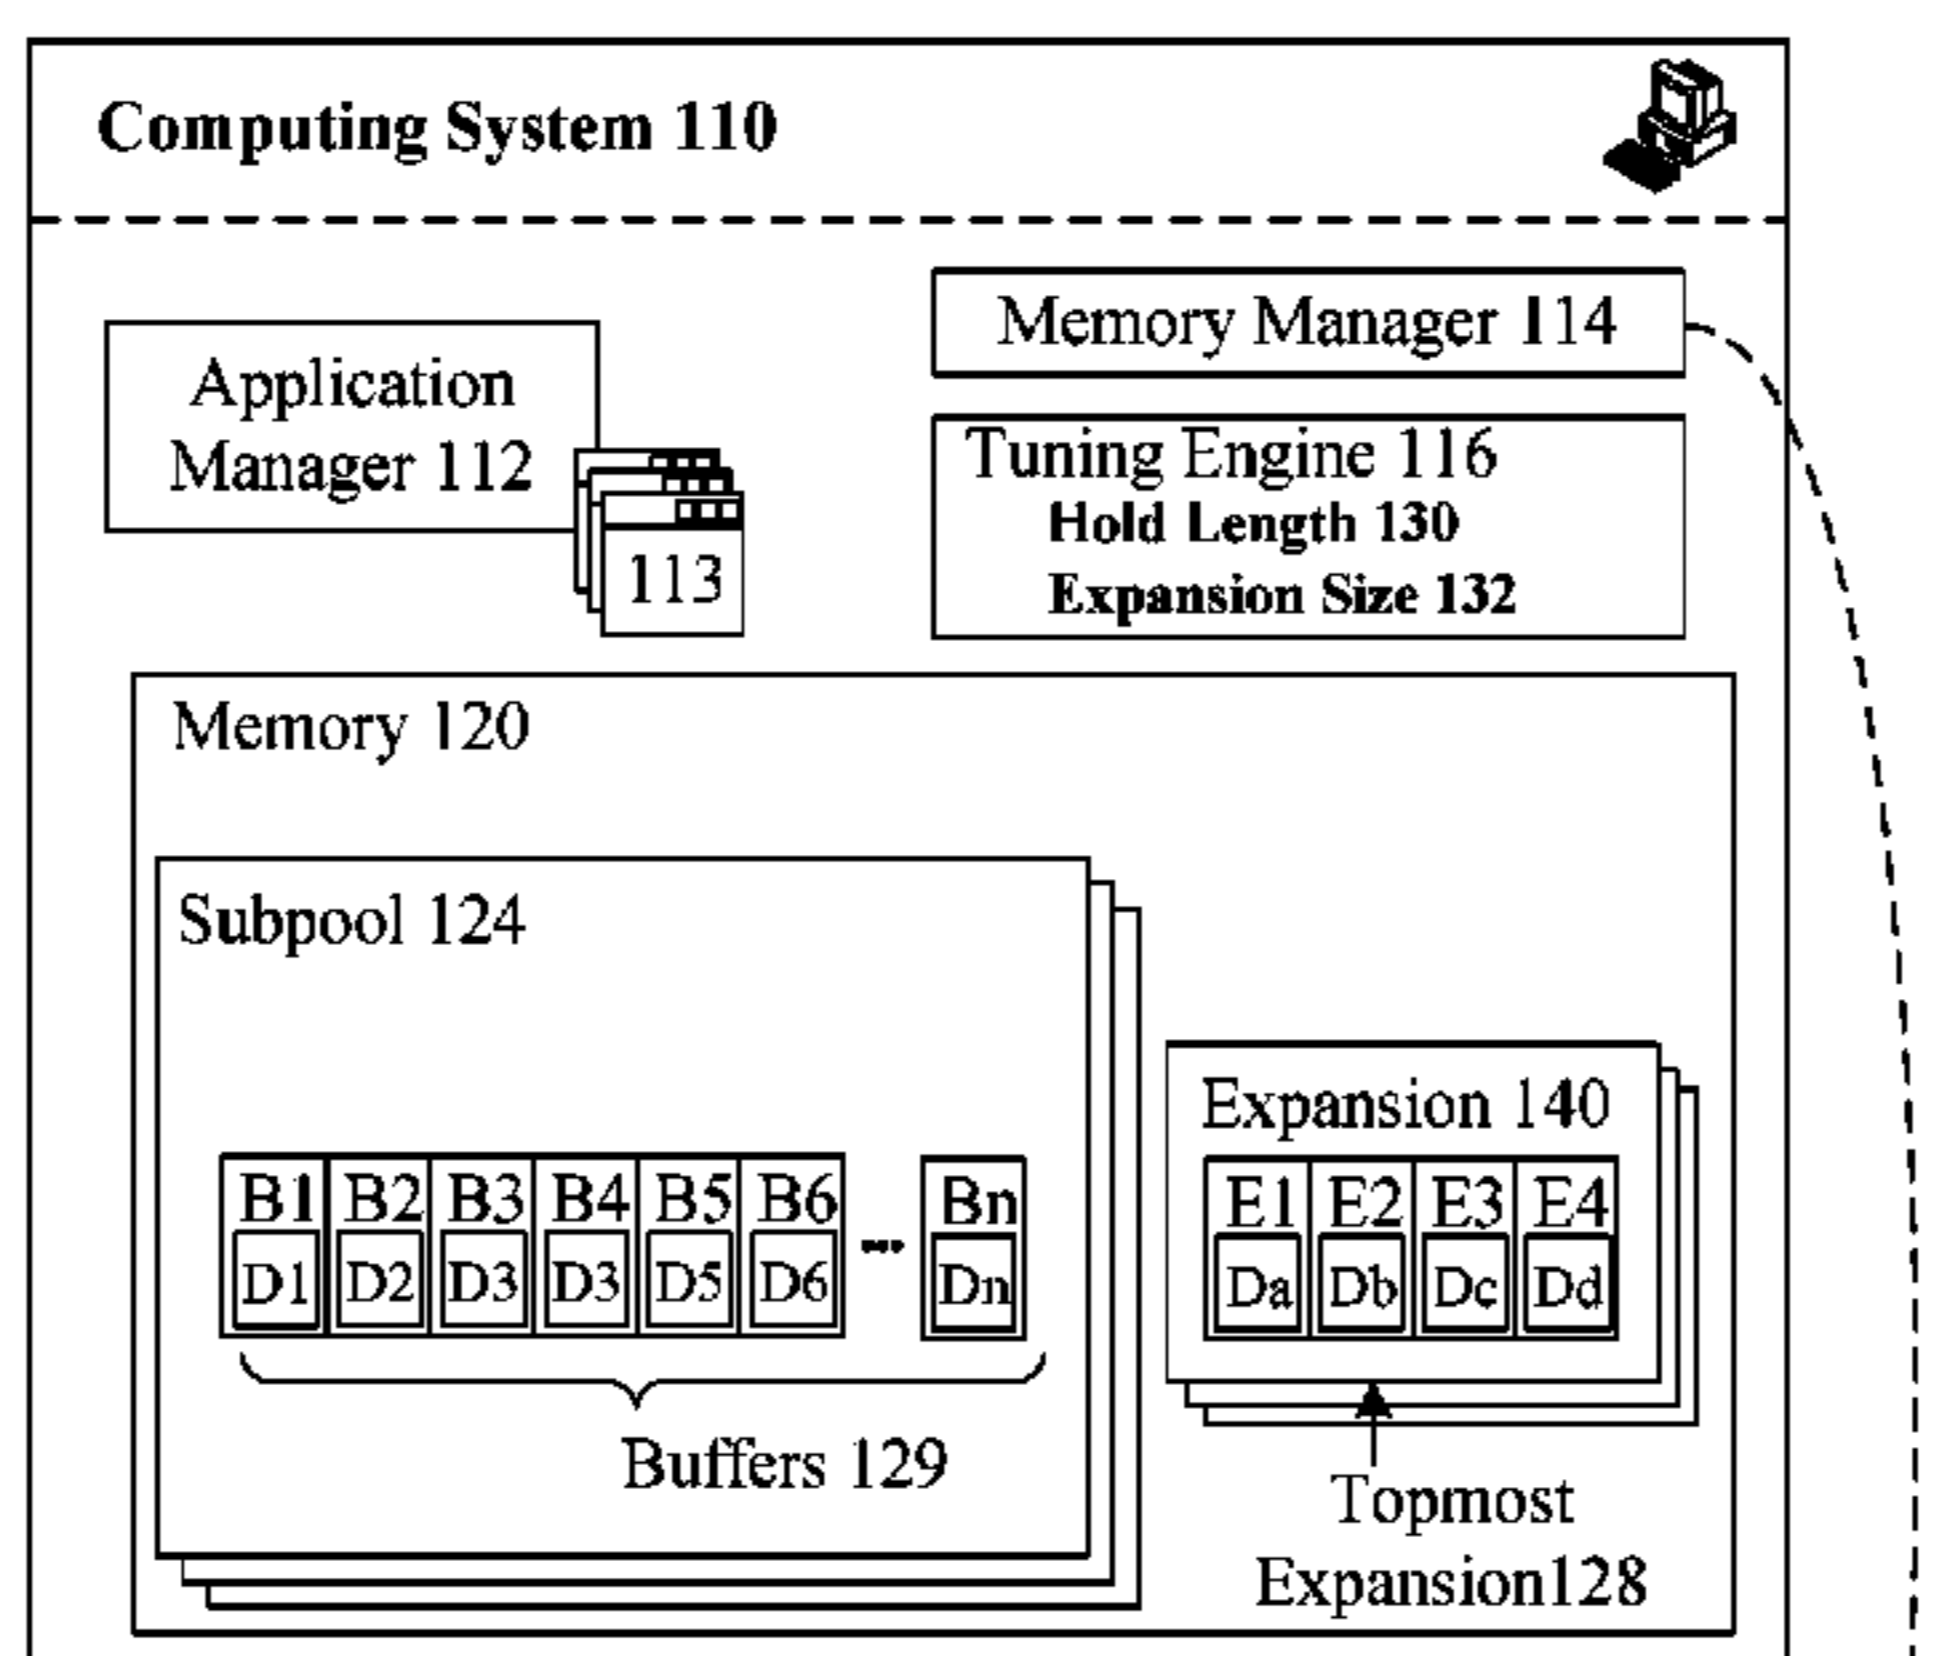 Computing System 110
Application
Manager 112
113
Memory Manager 114
Tuning Engine 116
Hold Length 130
Expansion Size 132
Memory 120
Subpool 124
B1 B2 B3 B4 B5 B6 ... Bn
D1 D2 D3 D3 D5 D6 Dn
Buffers 129
Expansion 140
E1 E2 E3 E4
Da Db Dc Dd
Topmost
Expansion128